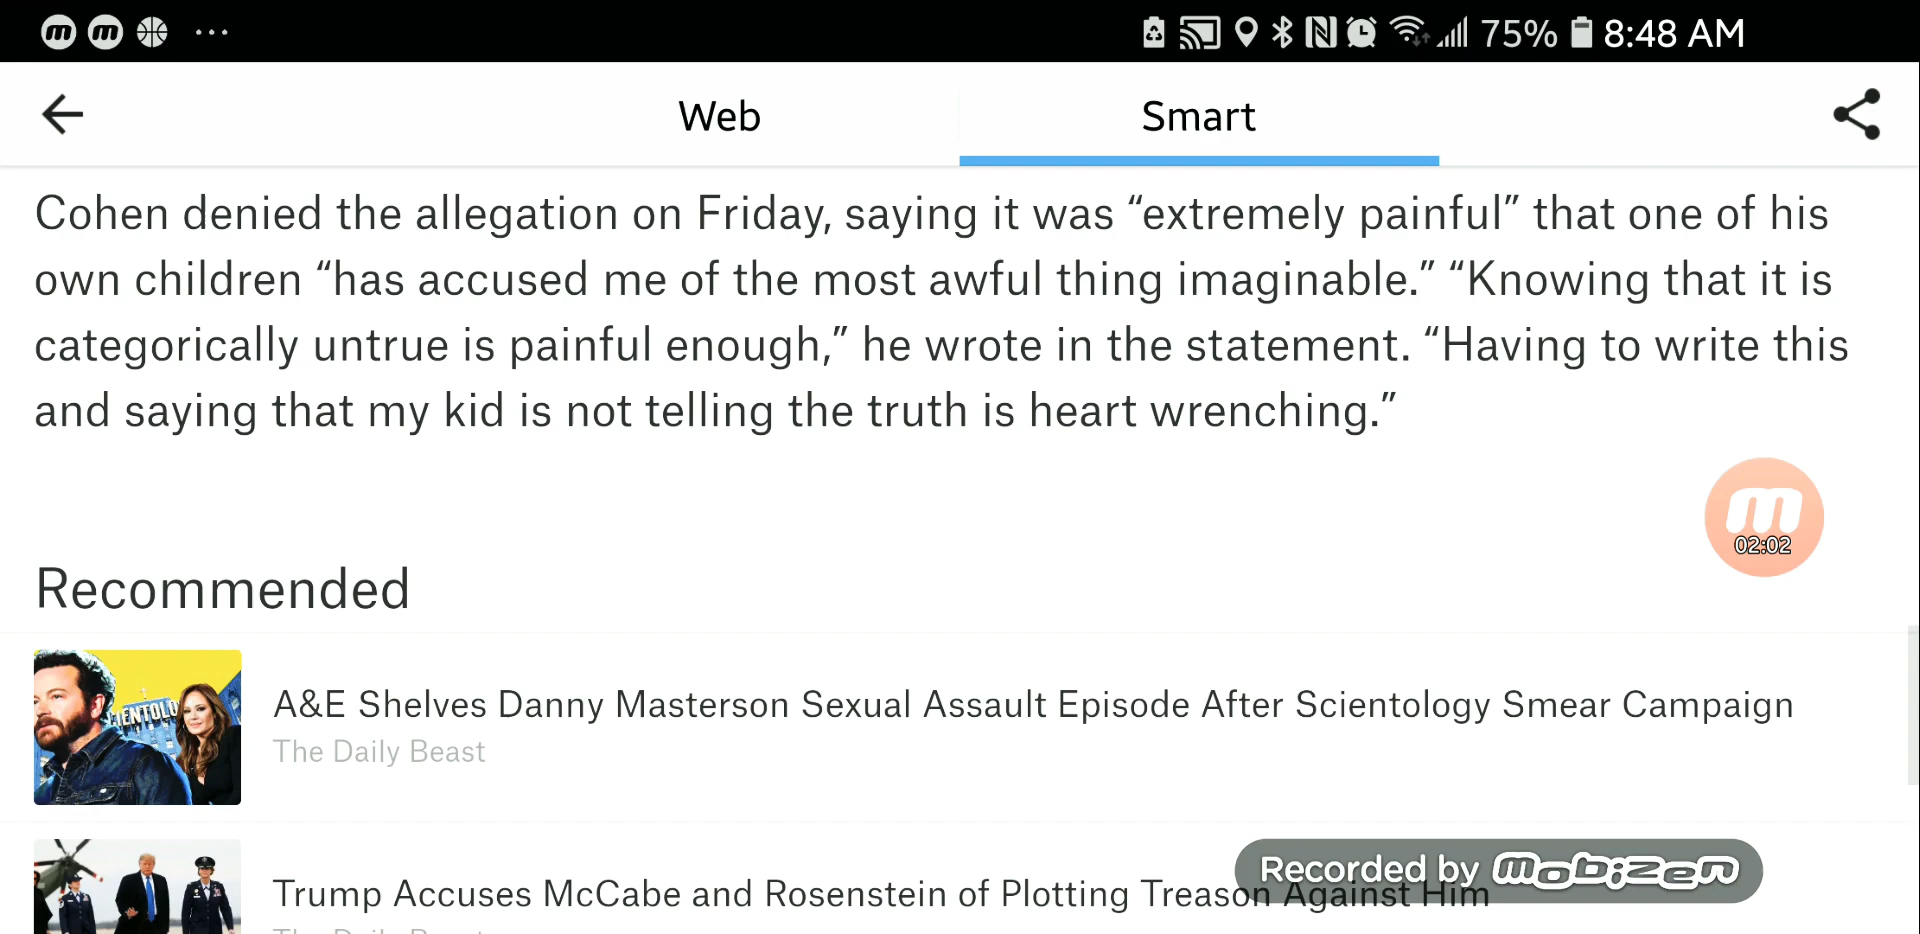 75% 8:48 AM
Web Smart
Cohen denied the allegation on Friday, saying it was “extremely painful” that one of his
own children “has accused me of the most awful thing imaginable.” “Knowing that it is
categorically untrue is painful enough,” he wrote in the statement. “Having to write this
and saying that my kid is not telling the truth is heart wrenching.”
m
02:02
Recommended
A&E Shelves Danny Masterson Sexual Assault Episode After Scientology Smear Campaign
The Daily Beast
Recorded by mobizen
Trump Accuses McCabe and Rosenstein of Plotting Treason Against Him
The Daily Beast